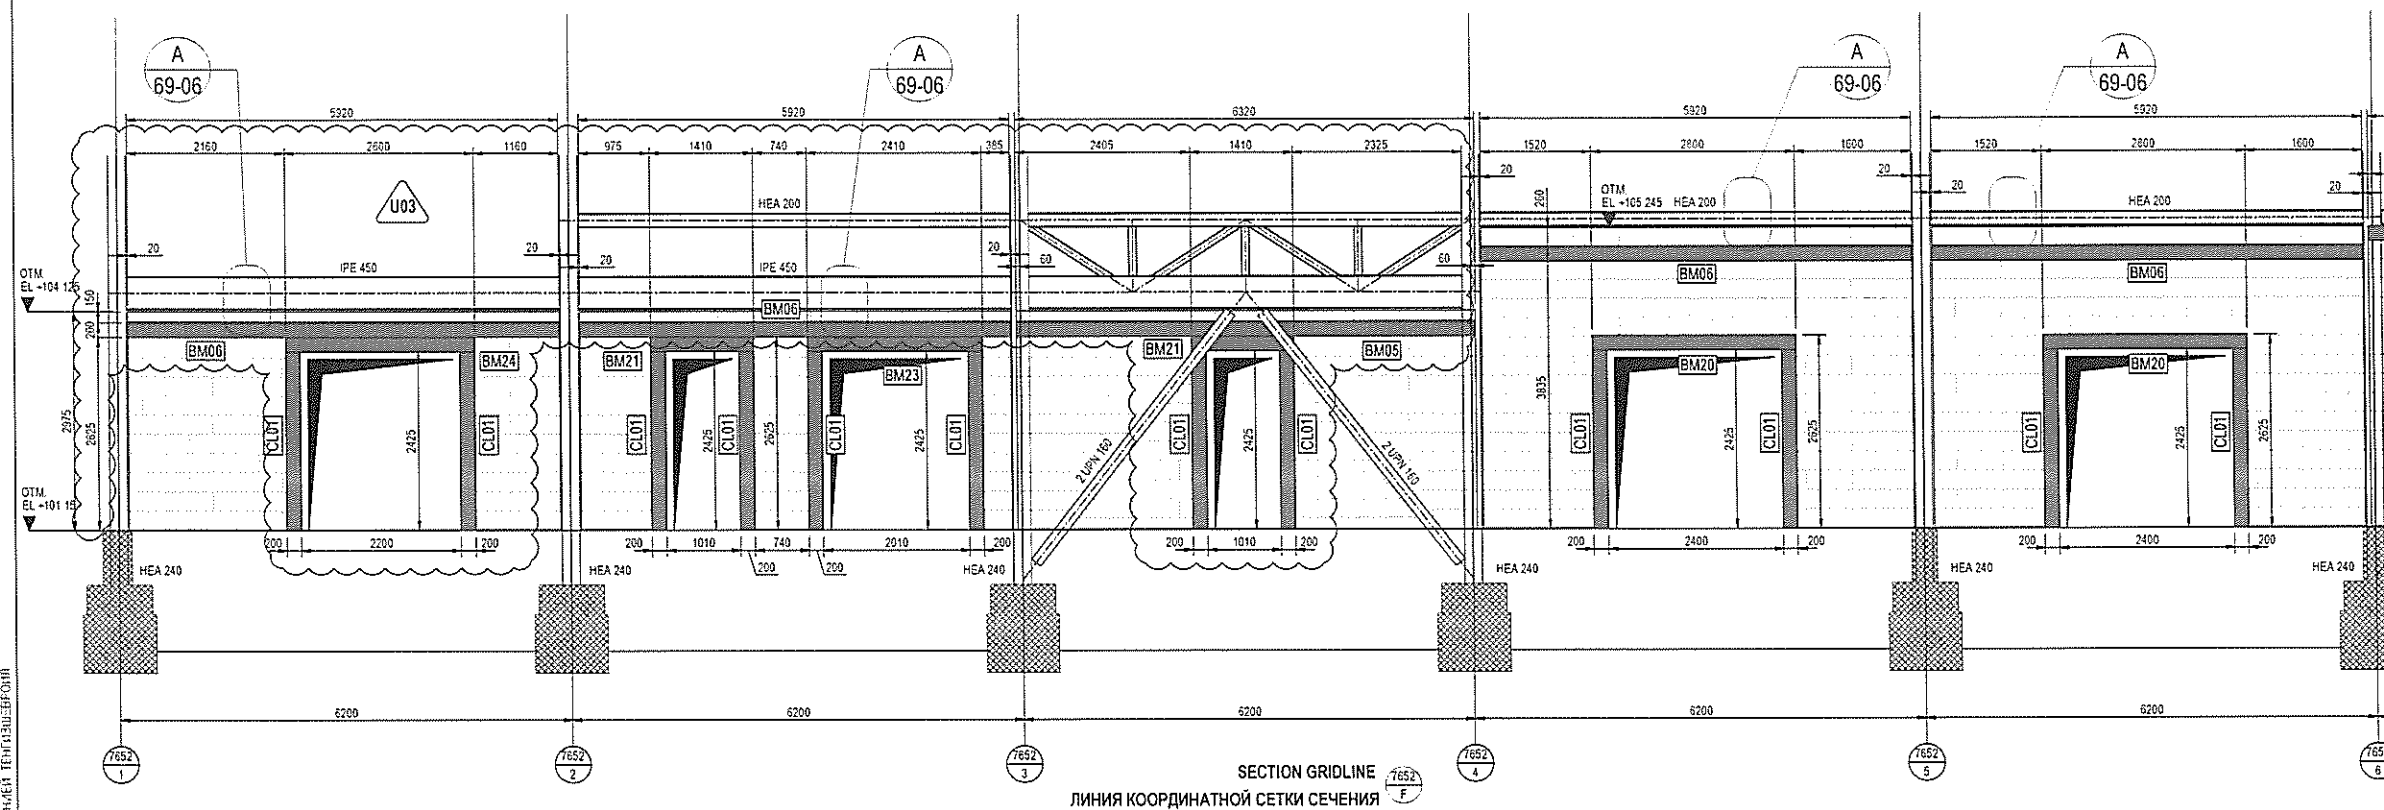 A
69-06
A
69-06
A
69-06
A
69-06
5920 5920 6320 5920 5920
2160 2600 1160 975 1410 740 2410 385 2405 1410 2325 1520 2800 1600 1520 2800 1600
20 20 20 20 20
U03
HEA 200
ОТМ.
EL +105 245 HEA 200
260
HEA 200
20 20 20 60 60
IPE 450 IPE 450
ОТМ.
EL +104 125
150
260
BM06
BM06 BM06
BM06 BM24 BM21 BM23 BM21 BM05 BM20 BM20
2975 2625 2425 2425 2625 2425 2425 3835 2425 2625 2425 2625
CL01 CL01 CL01 CL01 CL01 CL01 CL01 CL01 CL01 CL01 CL01 CL01
2 UPN 160 2 UPN 160
ОТМ.
EL +101 15
200 2200 200 200 1010 740 2010 200 200 1010 200 200 2400 200 200 2400 200
200 200
HEA 240 HEA 240 HEA 240 HEA 240 HEA 240 HEA 240
6200 6200 6200 6200 6200
7652
1
7652
2
7652
3
7652
4
7652
5
765
6
SECTION GRIDLINE 7652
F
ЛИНИЯ КООРДИНАТНОЙ СЕТКИ СЕЧЕНИЯ